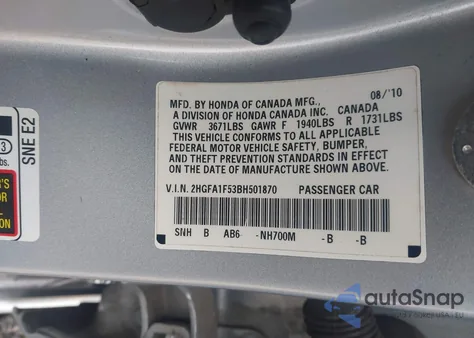 08/'10
MFD. BY HONDA OF CANADA MFG.,
A DIVISION OF HONDA CANADA INC. CANADA
GVWR 3671LBS GAWR F 1940LBS R 1731LBS
THIS VEHICLE CONFORMS TO ALL APPLICABLE
FEDERAL MOTOR VEHICLE SAFETY, BUMPER,
AND THEFT PREVENTION STANDARDS IN EFFECT
ON THE DATE OF MANUFACTURE SHOWN ABOVE.
V.I.N. 2HGFA1F53BH501870 PASSENGER CAR
SNH B AB6 -NH700M -B -B
SNE E2
3
lbs.
autoSnap